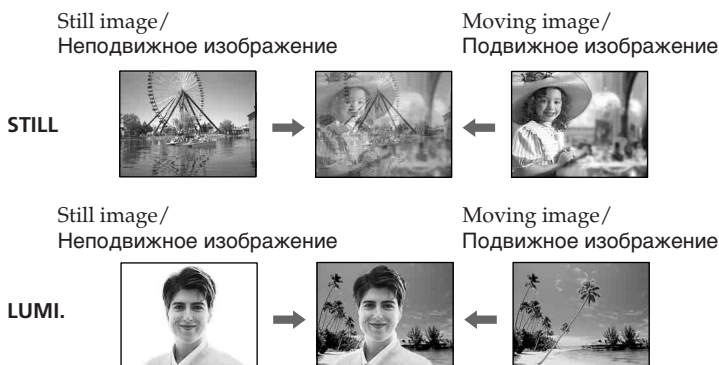 Still image/
Неподвижное изображение
Moving image/
Подвижное изображение
STILL
Still image/
Неподвижное изображение
Moving image/
Подвижное изображение
LUMI.